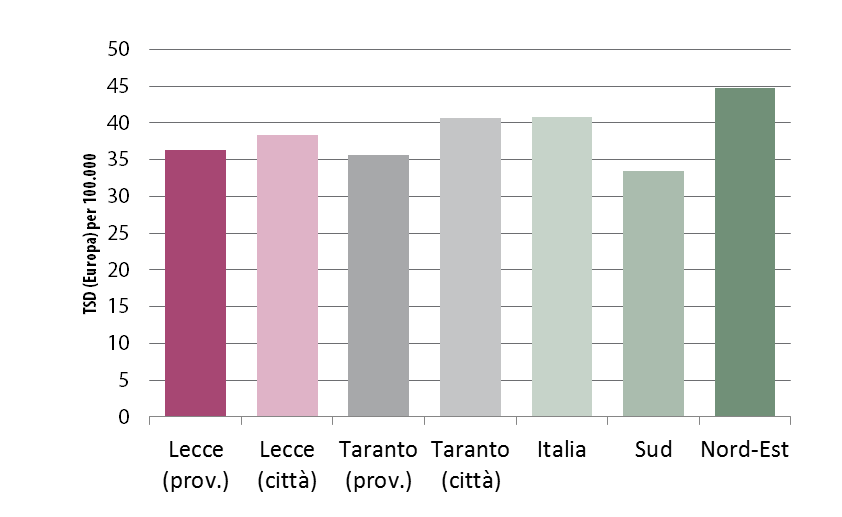 50
45
40
35
30
25
20
15
10
5
0
TSD (Europa) per 100.000
Lecce
(prov.)
Lecce
(città)
Taranto
(prov.)
Taranto
(città)
Italia
Sud
Nord-Est